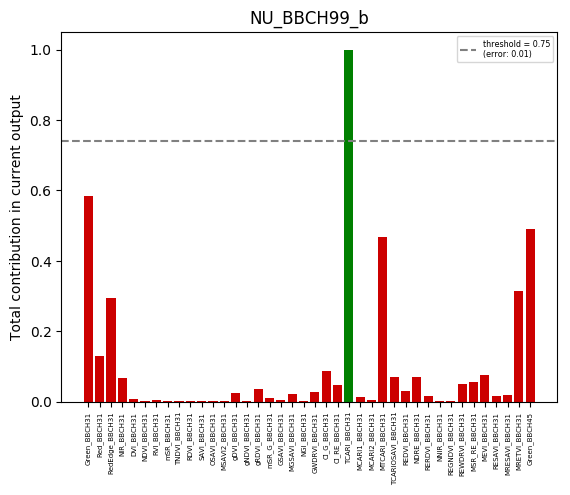 NU_BBCH99_b
threshold = 0.75
(error: 0.01)
Total contribution in current output
1.0
0.8
0.6
0.4
0.2
0.0
Green_BBCH31
Red_BBCH31
RedEdge_BBCH31
NIR_BBCH31
DVI_BBCH31
NDVI_BBCH31
RVI_BBCH31
mSR_BBCH31
TNDVI_BBCH31
RDVI_BBCH31
SAVI_BBCH31
OSAVI_BBCH31
MSAVI2_BBCH31
gDVI_BBCH31
gNDVI_BBCH31
gRDVI_BBCH31
mSR_G_BBCH31
GSAVI_BBCH31
MGSAVI_BBCH31
NGI_BBCH31
GWDRVI_BBCH31
CI_G_BBCH31
CI_RE_BBCH31
TCARI_BBCH31
MCARI1_BBCH31
MCARI2_BBCH31
MTCARI_BBCH31
TCARIOSAVI_BBCH31
REDVI_BBCH31
NDRE_BBCH31
RERDVI_BBCH31
NNIR_BBCH31
REGNDVI_BBCH31
REWDRVI_BBCH31
MSR_RE_BBCH31
MEVI_BBCH31
RESAVI_BBCH31
MRESAVI_BBCH31
MRETVI_BBCH31
Green_BBCH45